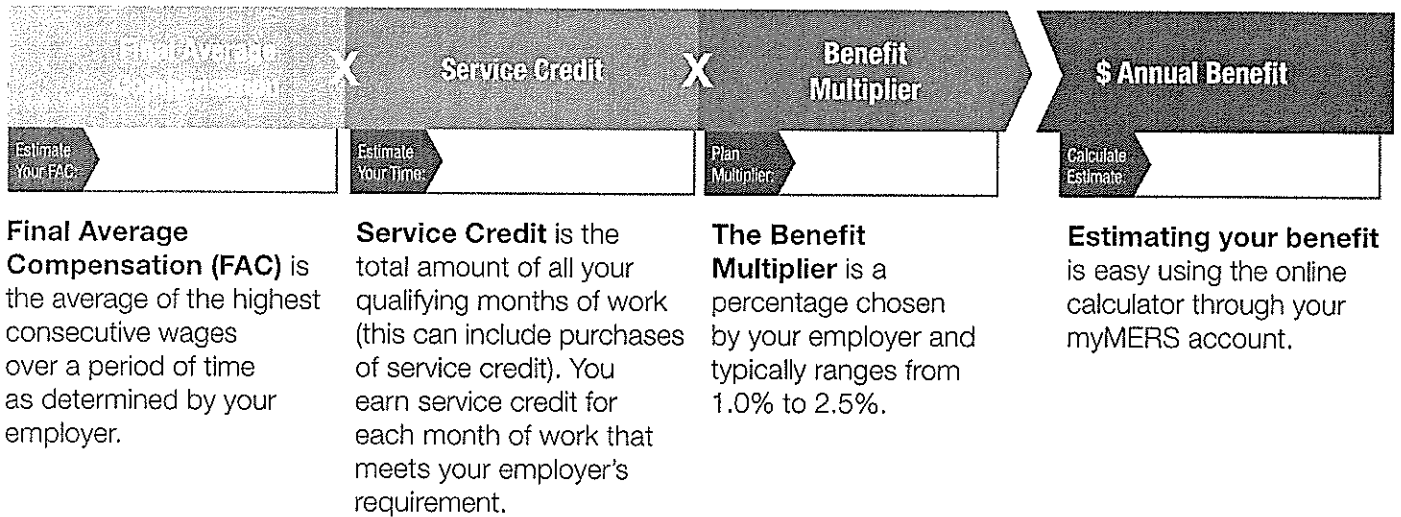 Final Average
Compensation
X
Service Credit
X
Benefit
Multiplier
$ Annual Benefit
Estimate
Your FAC:
Estimate
Your Time:
Plan
Multiplier:
Calculate
Estimate:
Final Average
Compensation (FAC) is
the average of the highest
consecutive wages
over a period of time
as determined by your
employer.
Service Credit is the
total amount of all your
qualifying months of work
(this can include purchases
of service credit). You
earn service credit for
each month of work that
meets your employer’s
requirement.
The Benefit
Multiplier is a
percentage chosen
by your employer and
typically ranges from
1.0% to 2.5%.
Estimating your benefit
is easy using the online
calculator through your
myMERS account.